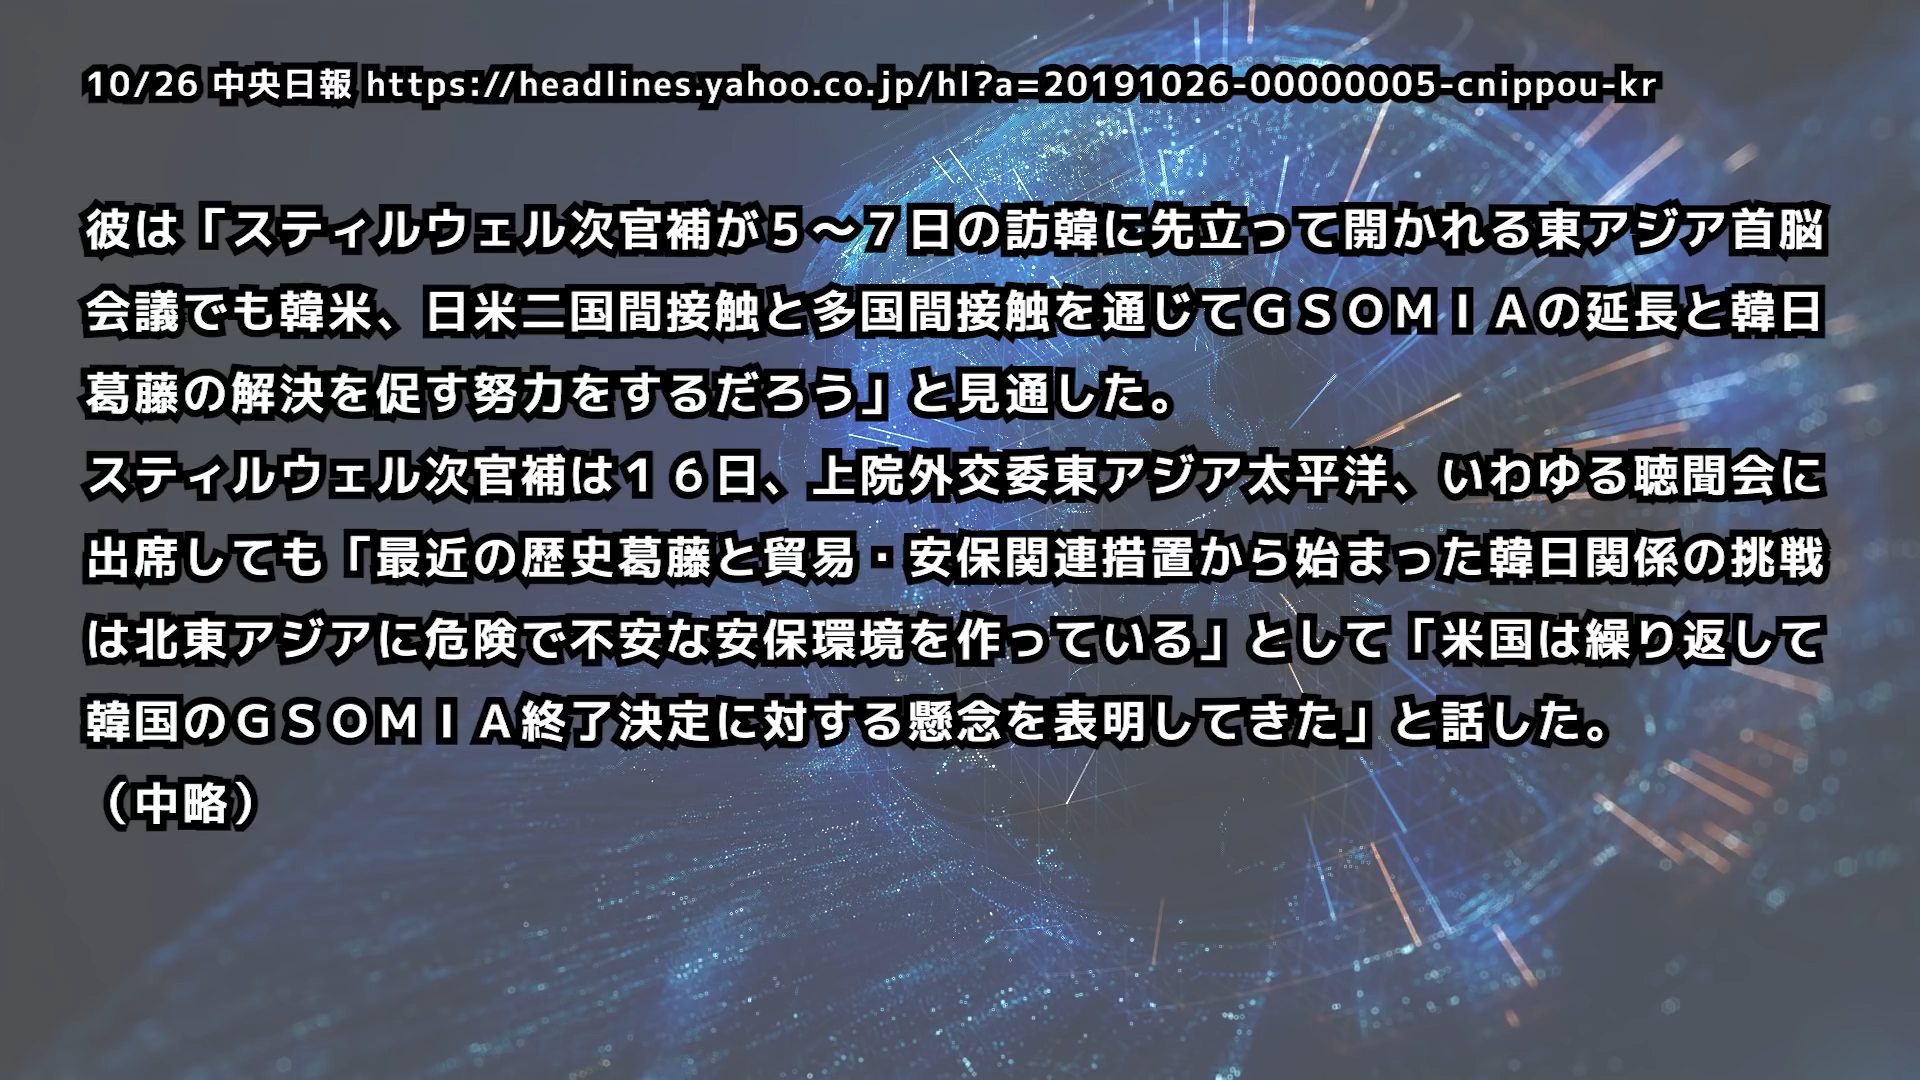 10/26 中央日報 https://headlines.yahoo.co.jp/hl?a=20191026-00000005-cnippou-kr
彼は「スティルウェル次官補が５～７日の訪韓に先立って開かれる東アジア首脳
会議でも韓米、日米二国間接触と多国間接触を通じてＧＳＯＭＩＡの延長と韓日
葛藤の解決を促す努力をするだろう」と見通した。
スティルウェル次官補は１６日、上院外交委東アジア太平洋、いわゆる聴聞会に
出席しても「最近の歴史葛藤と貿易・安保関連措置から始まった韓日関係の挑戦
は北東アジアに危険で不安な安保環境を作っている」として「米国は繰り返して
韓国のＧＳＯＭＩＡ終了決定に対する懸念を表明してきた」と話した。
（中略）